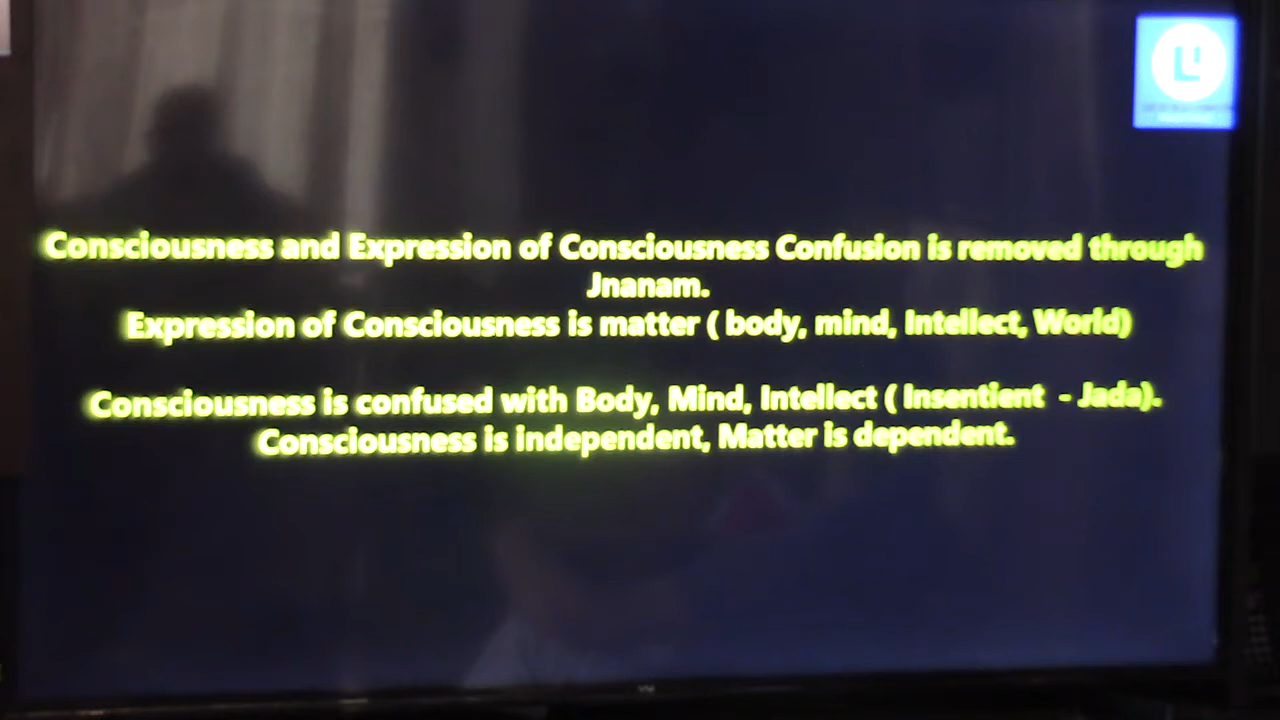 Consciousness and Expression of Consciousness Confusion is removed through
Jnanam.
Expression of Consciousness is matter ( body, mind, Intellect, World)
Consciousness is confused with Body, Mind, Intellect ( Insentient - Jada).
Consciousness is independent, Matter is dependent.